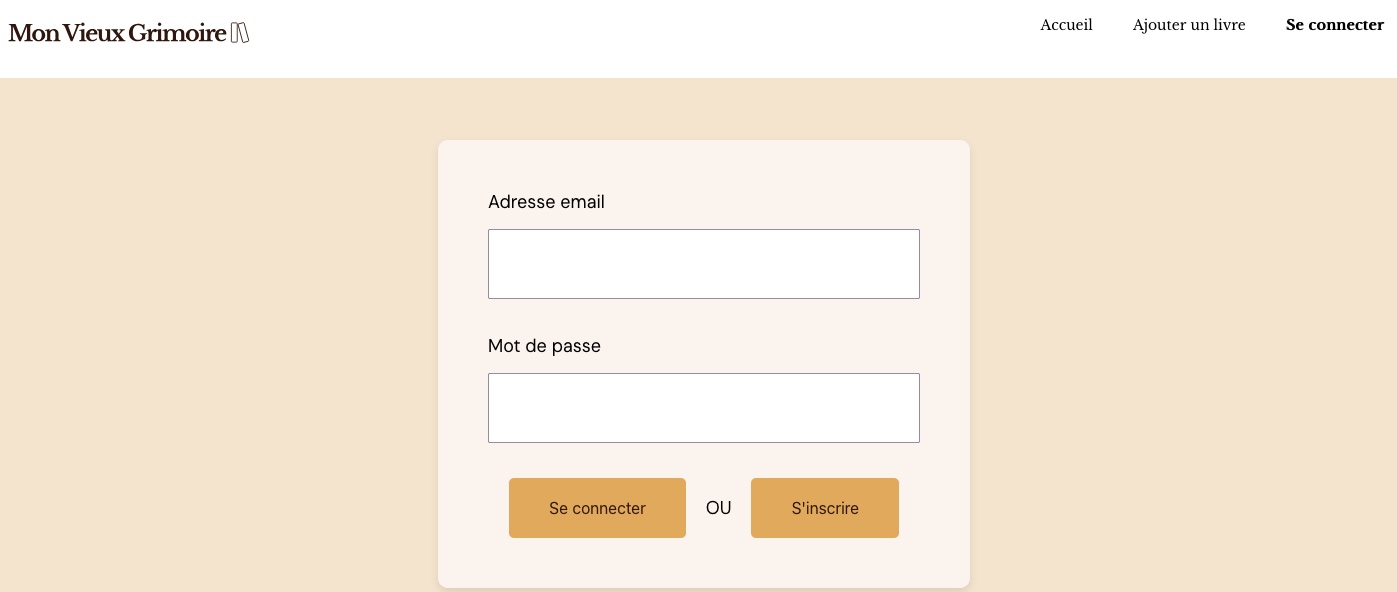 Mon Vieux Grimoire
Accueil Ajouter un livre Se connecter
Adresse email
Mot de passe
Se connecter OU S'inscrire